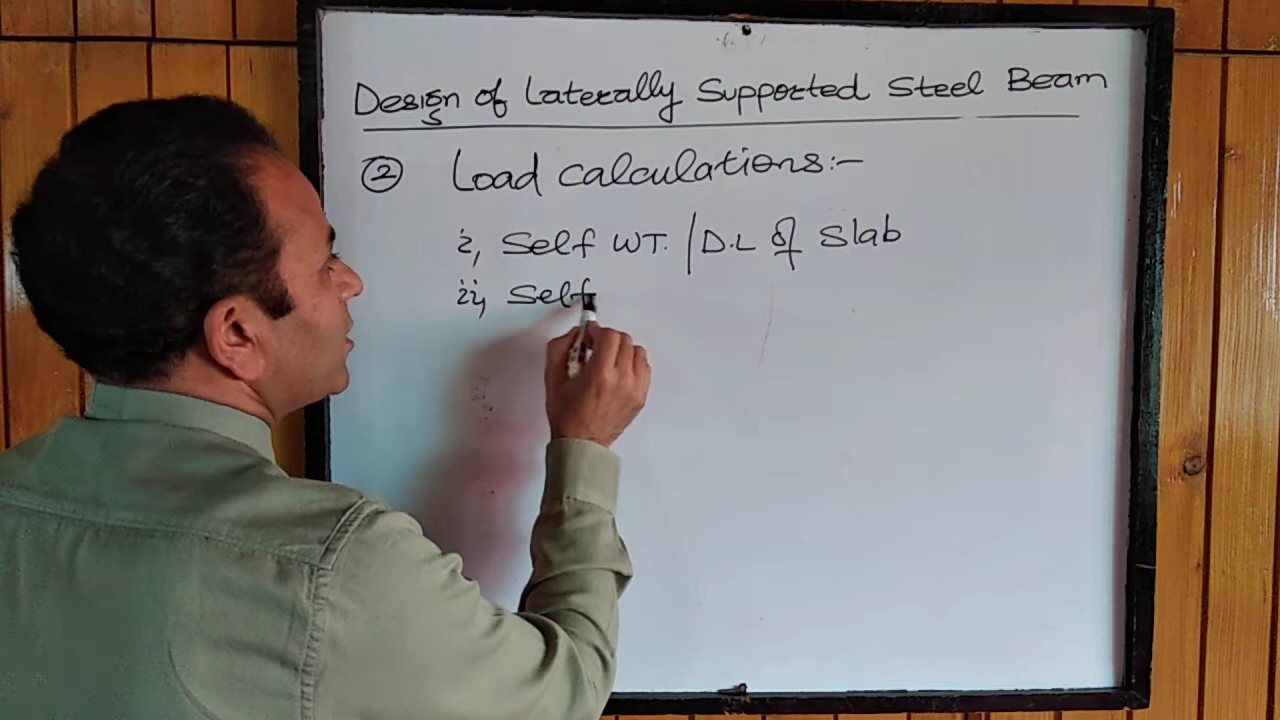 Design of Laterally Supported Steel Beam
② Load calculations:-
i, Self WT. / D.L of Slab
ii, Self